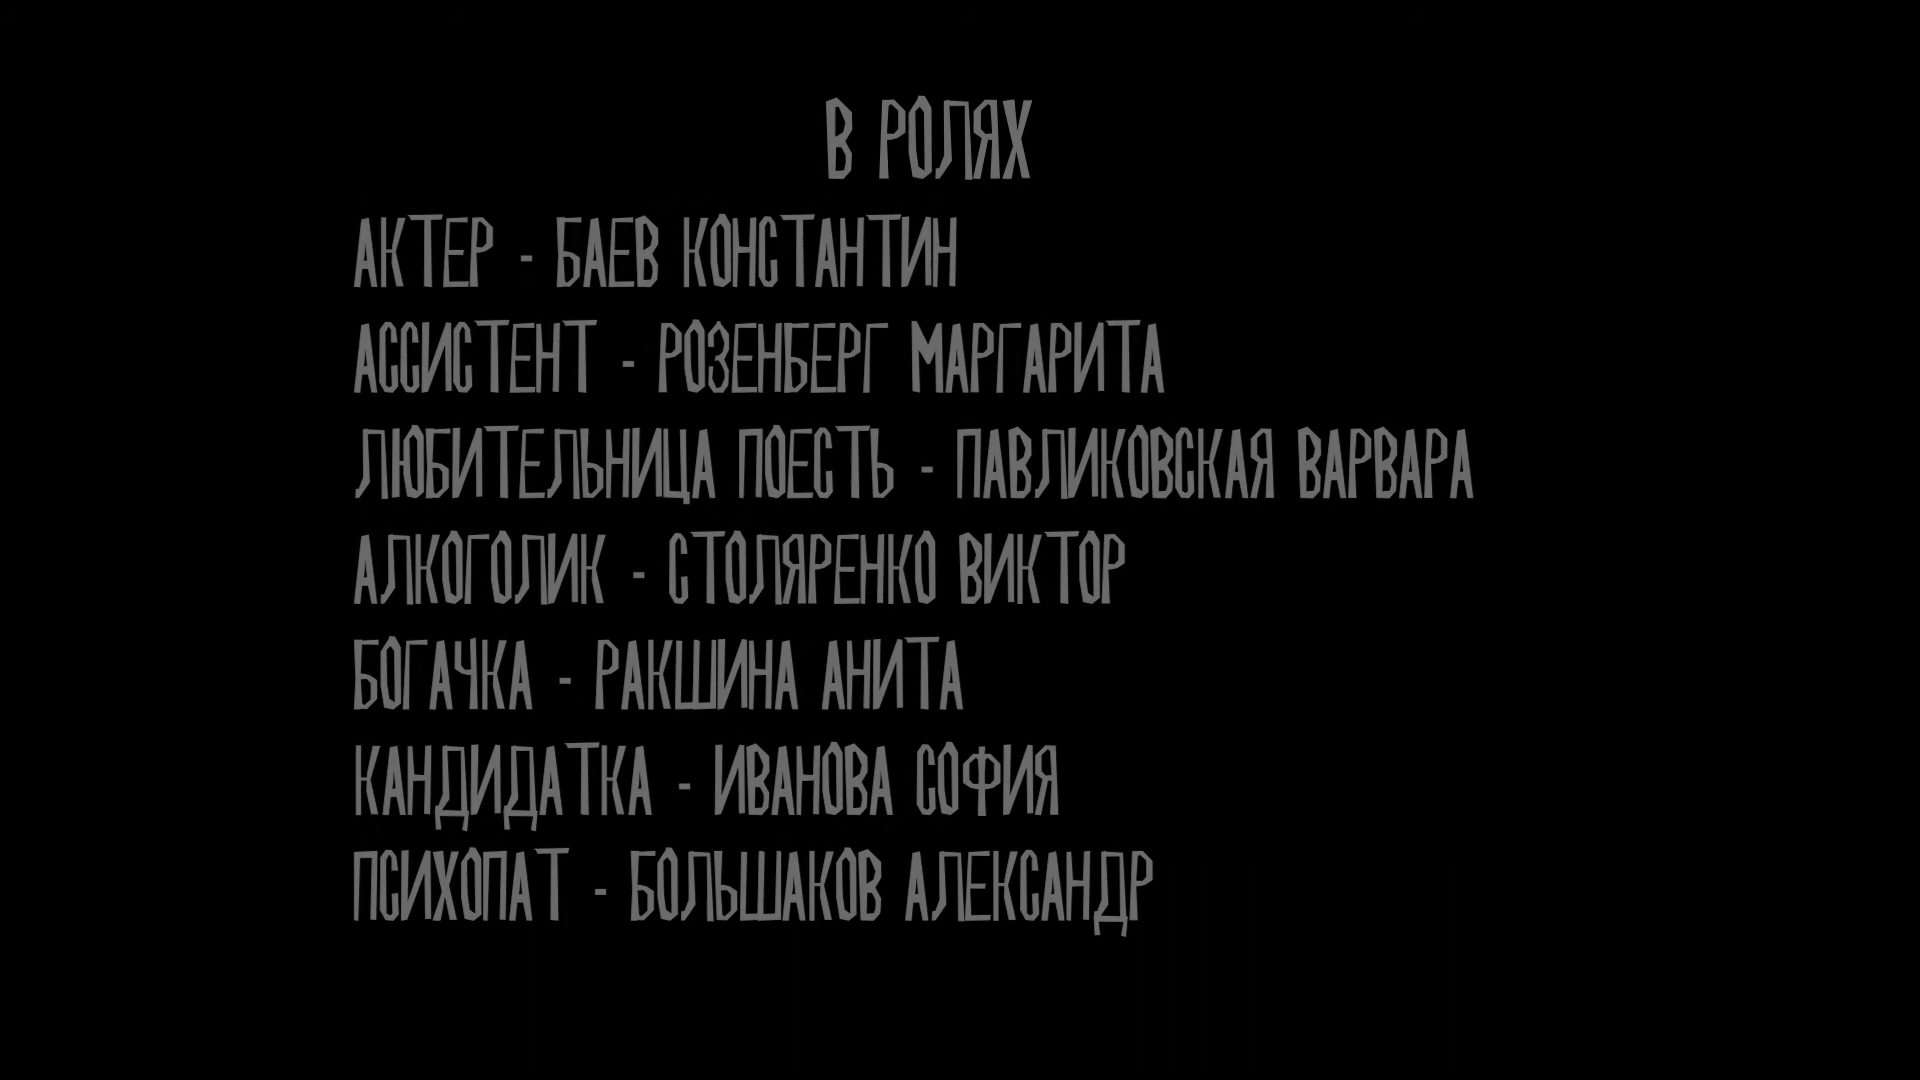 В РОЛЯХ
АКТЕР - БАЕВ КОНСТАНТИН
АССИСТЕНТ - РОЗЕНБЕРГ МАРГАРИТА
ЛЮБИТЕЛЬНИЦА ПОЕСТЬ - ПАВЛИКОВСКАЯ ВАРВАРА
АЛКОГОЛИК - СТОЛЯРЕНКО ВИКТОР
БОГАЧКА - РАКШИНА АНИТА
КАНДИДАТКА - ИВАНОВА СОФИЯ
ПСИХОПАТ - БОЛЬШАКОВ АЛЕКСАНДР